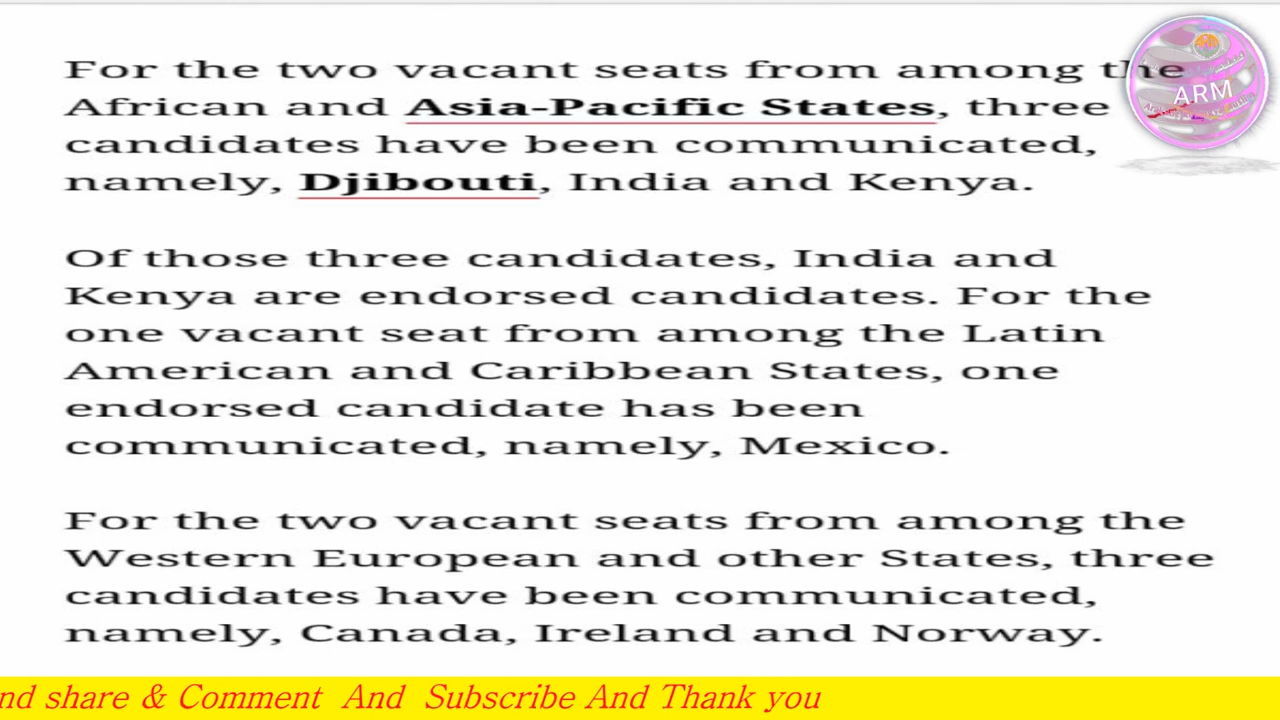 For the two vacant seats from among the
African and Asia-Pacific States, three
candidates have been communicated,
namely, Djibouti, India and Kenya.
Of those three candidates, India and
Kenya are endorsed candidates. For the
one vacant seat from among the Latin
American and Caribbean States, one
endorsed candidate has been
communicated, namely, Mexico.
For the two vacant seats from among the
Western European and other States, three
candidates have been communicated,
namely, Canada, Ireland and Norway.
ARM
nd share & Comment And Subscribe And Thank you